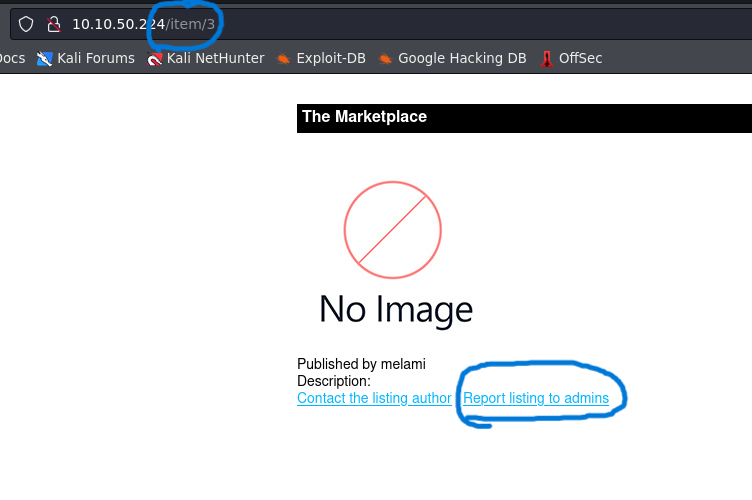 10.10.50.224/item/3
Docs Kali Forums Kali NetHunter Exploit-DB Google Hacking DB OffSec
The Marketplace
No Image
Published by melami
Description:
Contact the listing author Report listing to admins